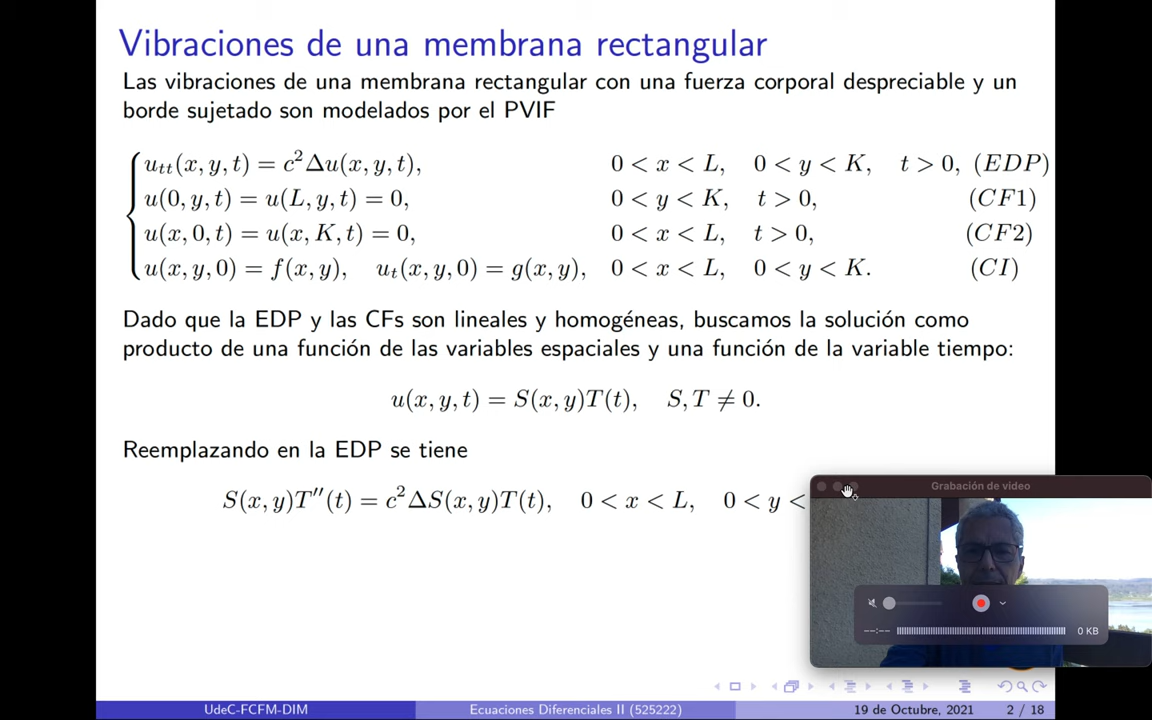 Vibraciones de una membrana rectangular
Las vibraciones de una membrana rectangular con una fuerza corporal despreciable y un
borde sujetado son modelados por el PVIF
u_{tt}(x, y, t) = c²Δu(x, y, t), 0 < x < L, 0 < y < K, t > 0, (EDP)
u(0, y, t) = u(L, y, t) = 0, 0 < y < K, t > 0, (CF1)
u(x, 0, t) = u(x, K, t) = 0, 0 < x < L, t > 0, (CF2)
u(x, y, 0) = f(x, y), u_t(x, y, 0) = g(x, y), 0 < x < L, 0 < y < K. (CI)
Dado que la EDP y las CFs son lineales y homogéneas, buscamos la solución como
producto de una función de las variables espaciales y una función de la variable tiempo:
u(x, y, t) = S(x, y)T(t), S, T ≠ 0.
Reemplazando en la EDP se tiene
S(x, y)T''(t) = c²ΔS(x, y)T(t), 0 < x < L, 0 < y <
Grabación de vídeo
--:-- 0 KB
UdeC-FCFM-DIM Ecuaciones Diferenciales II (525222) 19 de Octubre, 2021 2 / 18